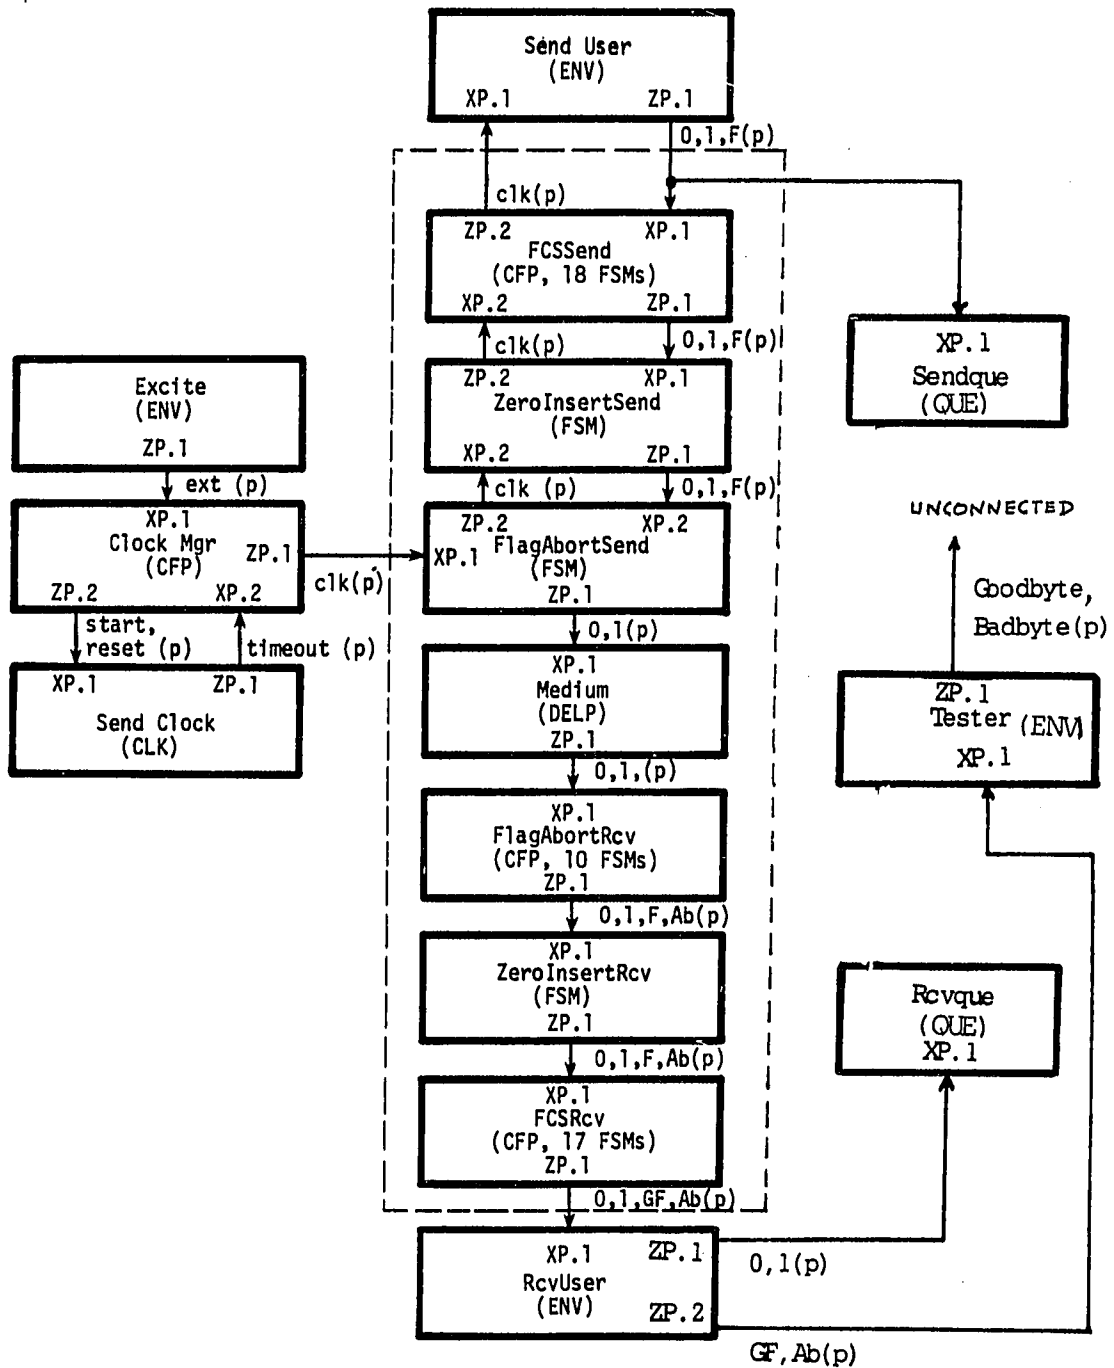 Send User
(ENV)
XP.1 ZP.1
0,1,F(p)
clk(p)
ZP.2 XP.1
FCSSend
(CFP, 18 FSMs)
XP.2 ZP.1
clk(p) 0,1,F(p)
ZP.2 XP.1
ZeroInsertSend
(FSM)
XP.2 ZP.1
clk (p) 0,1,F(p)
XP.1
Sendque
(QUE)
Excite
(ENV)
ZP.1
ext (p)
XP.1
Clock Mgr
(CFP)
ZP.1
ZP.2 XP.2
clk(p)
start,
reset (p)
timeout (p)
XP.1 ZP.1
Send Clock
(CLK)
ZP.2 XP.2
FlagAbortSend
XP.1
(FSM)
ZP.1
0,1(p)
XP.1
Medium
(DELP)
ZP.1
0,1,(p)
UNCONNECTED
Goodbyte,
Badbyte(p)
ZP.1
Tester (ENV)
XP.1
XP.1
FlagAbortRcv
(CFP, 10 FSMs)
ZP.1
0,1,F,Ab(p)
XP.1
ZeroInsertRcv
(FSM)
ZP.1
0,1,F,Ab(p)
Rcvque
(QUE)
XP.1
XP.1
FCSRcv
(CFP, 17 FSMs)
ZP.1
0,1,GF,Ab(p)
XP.1 ZP.1
RcvUser
(ENV)
ZP.2
0,1(p)
GF,Ab(p)